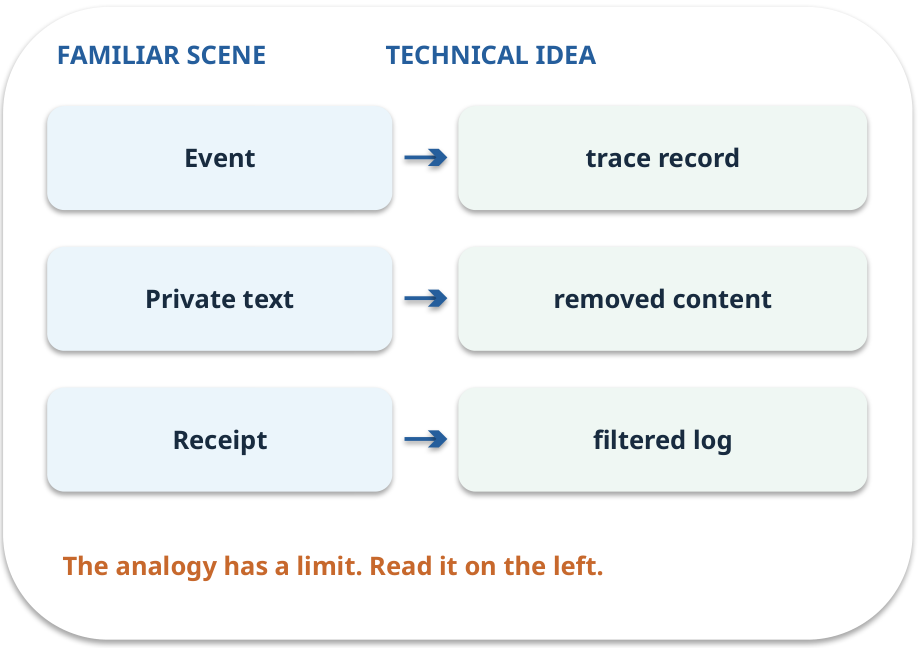 FAMILIAR SCENE TECHNICAL IDEA
Event trace record
Private text removed content
Receipt filtered log
The analogy has a limit. Read it on the left.